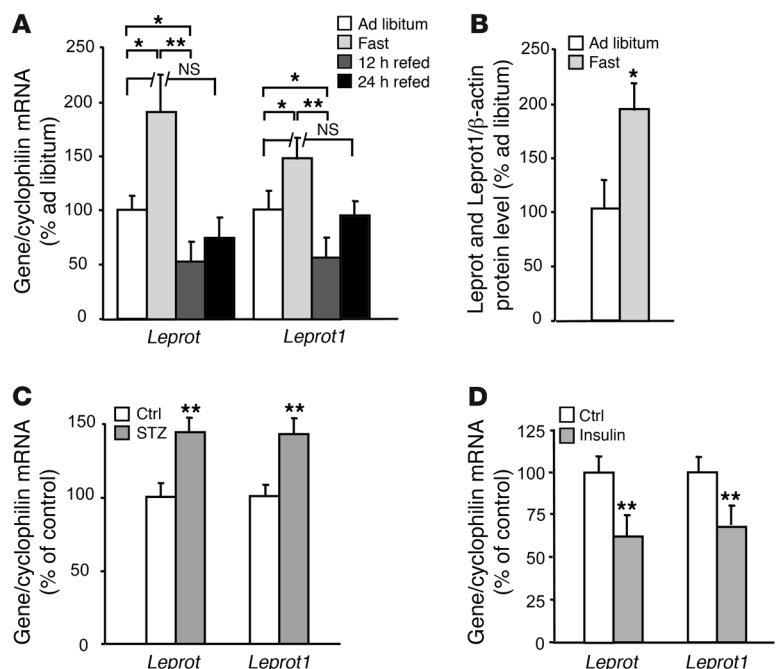 A
Gene/cyclophilin mRNA
(% ad libitum)
250
200
150
100
50
0
*
* **
NS
*
* **
NS
Ad libitum
Fast
12 h refed
24 h refed
Leprot
Leprot1
B
Leprot and Leprot1/β-actin
protein level (% ad libitum)
250
200
150
100
50
0
Ad libitum
Fast
*
C
Gene/cyclophilin mRNA
(% of control)
150
100
50
0
Ctrl
STZ
**
**
Leprot
Leprot1
D
Gene/cyclophilin mRNA
(% of control)
125
100
75
50
25
0
Ctrl
Insulin
**
**
Leprot
Leprot1